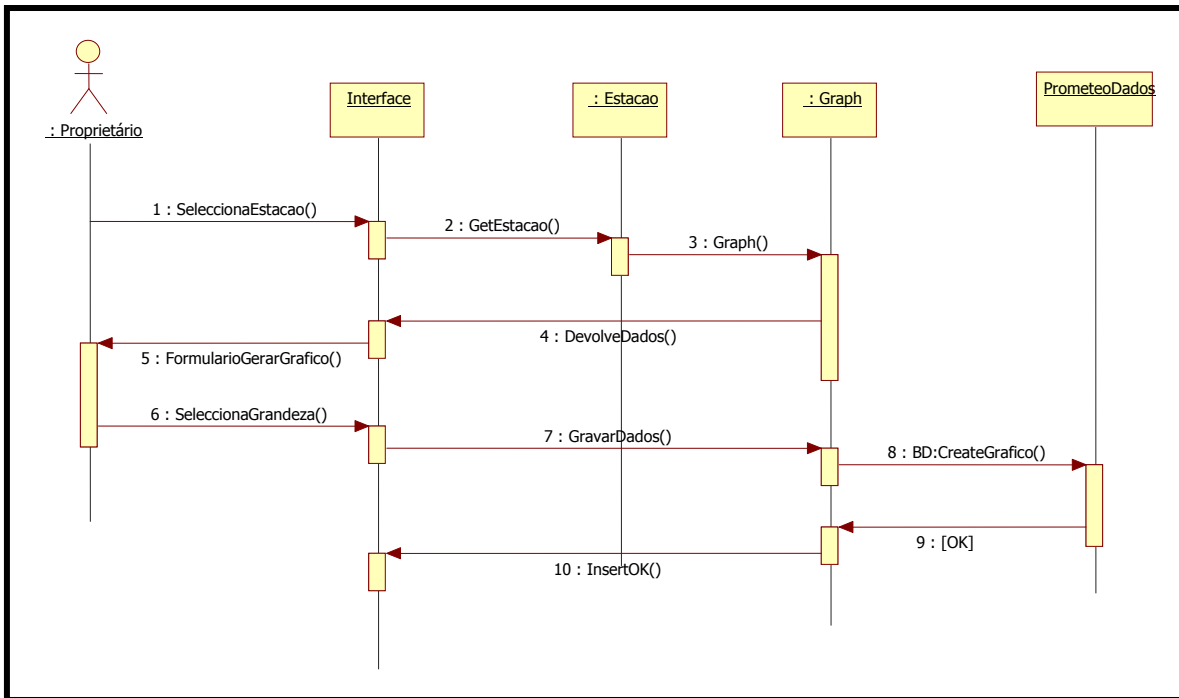 Interface
: Estacao
: Graph
PrometeoDados
: Proprietário
1 : SeleccionaEstacao()
2 : GetEstacao()
3 : Graph()
4 : DevolveDados()
5 : FormularioGerarGrafico()
6 : SeleccionaGrandeza()
7 : GravarDados()
8 : BD:CreateGrafico()
9 : [OK]
10 : InsertOK()